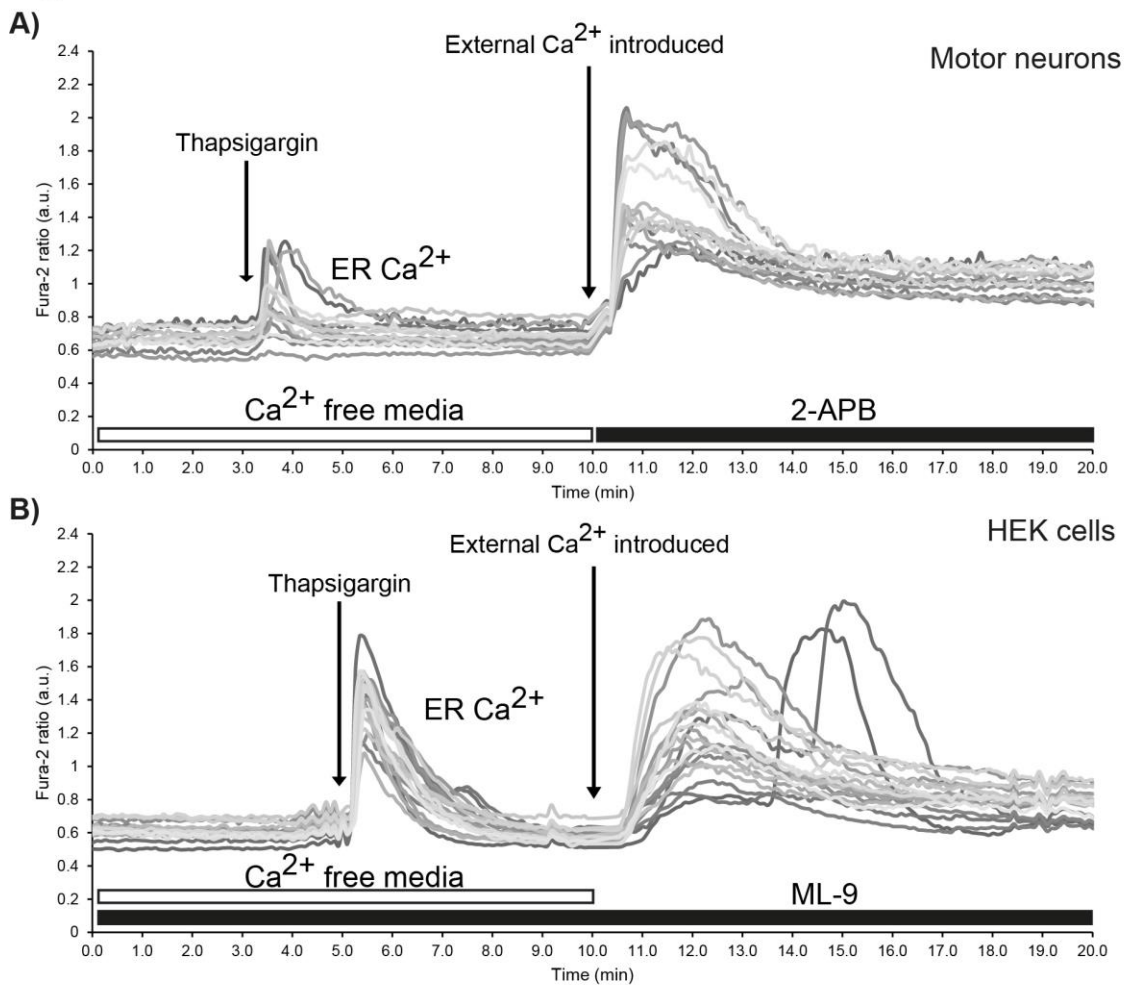 A)
External Ca2+ introduced
Motor neurons
Thapsigargin
ER Ca2+
Fura-2 ratio (a.u.)
2.4
2.2
2
1.8
1.6
1.4
1.2
1
0.8
0.6
0.4
0.2
0
Ca2+ free media
2-APB
0.0 1.0 2.0 3.0 4.0 5.0 6.0 7.0 8.0 9.0 10.0 11.0 12.0 13.0 14.0 15.0 16.0 17.0 18.0 19.0 20.0
Time (min)
B)
External Ca2+ introduced
HEK cells
Thapsigargin
ER Ca2+
Fura-2 ratio (a.u.)
2.4
2.2
2
1.8
1.6
1.4
1.2
1
0.8
0.6
0.4
0.2
0
Ca2+ free media
ML-9
0.0 1.0 2.0 3.0 4.0 5.0 6.0 7.0 8.0 9.0 10.0 11.0 12.0 13.0 14.0 15.0 16.0 17.0 18.0 19.0 20.0
Time (min)